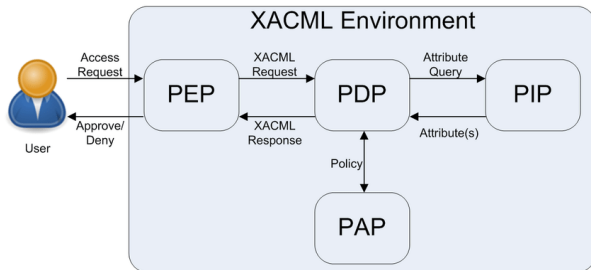 XACML Environment
Access
Request
XACML
Request
Attribute
Query
PEP
PDP
PIP
Approve/
Deny
XACML
Response
Attribute(s)
User
Policy
PAP